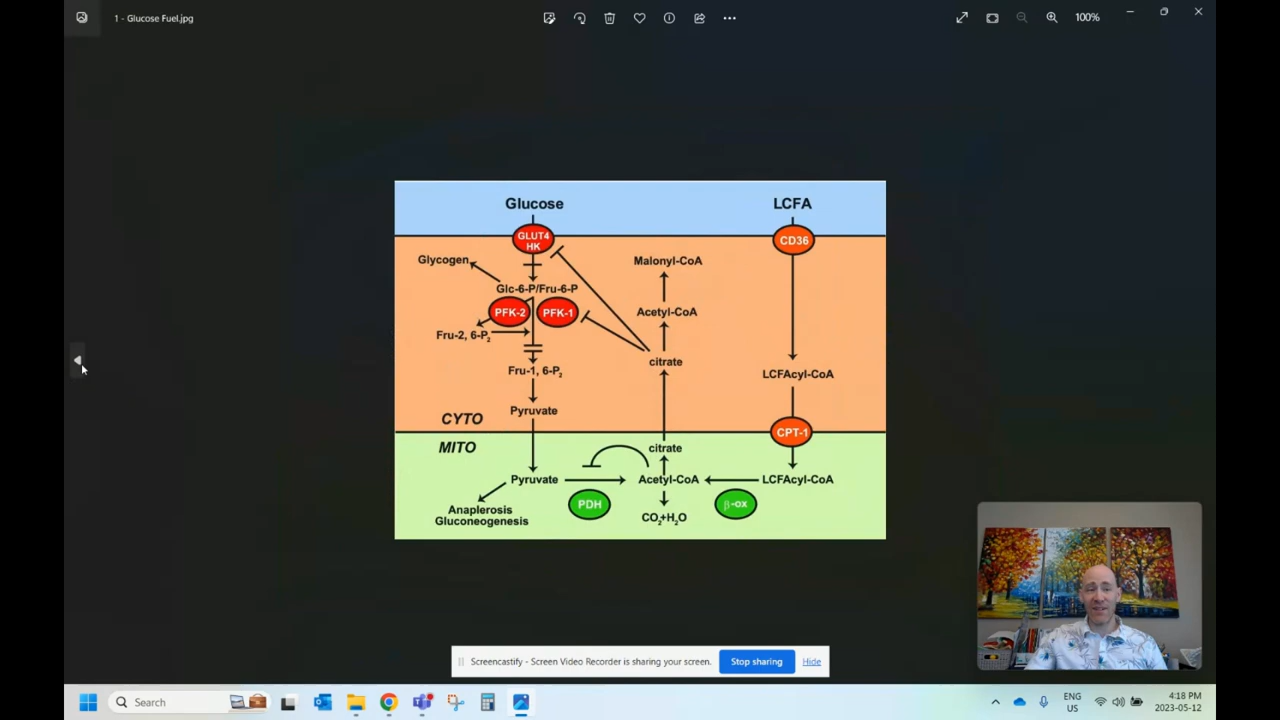 1 - Glucose Fuel.jpg
100%
Glucose
LCFA
GLUT4
HK
CD36
Glycogen
Malonyl-CoA
Glc-6-P/Fru-6-P
PFK-2
PFK-1
Acetyl-CoA
Fru-2, 6-P2
citrate
Fru-1, 6-P2
LCFAcyl-CoA
Pyruvate
CYTO
CPT-1
MITO
citrate
Pyruvate
Acetyl-CoA
LCFAcyl-CoA
PDH
β-ox
Anaplerosis
Gluconeogenesis
CO2+H2O
Screencastify - Screen Video Recorder is sharing your screen.
Stop sharing
Hide
Search
ENG
US
4:18 PM
2023-05-12